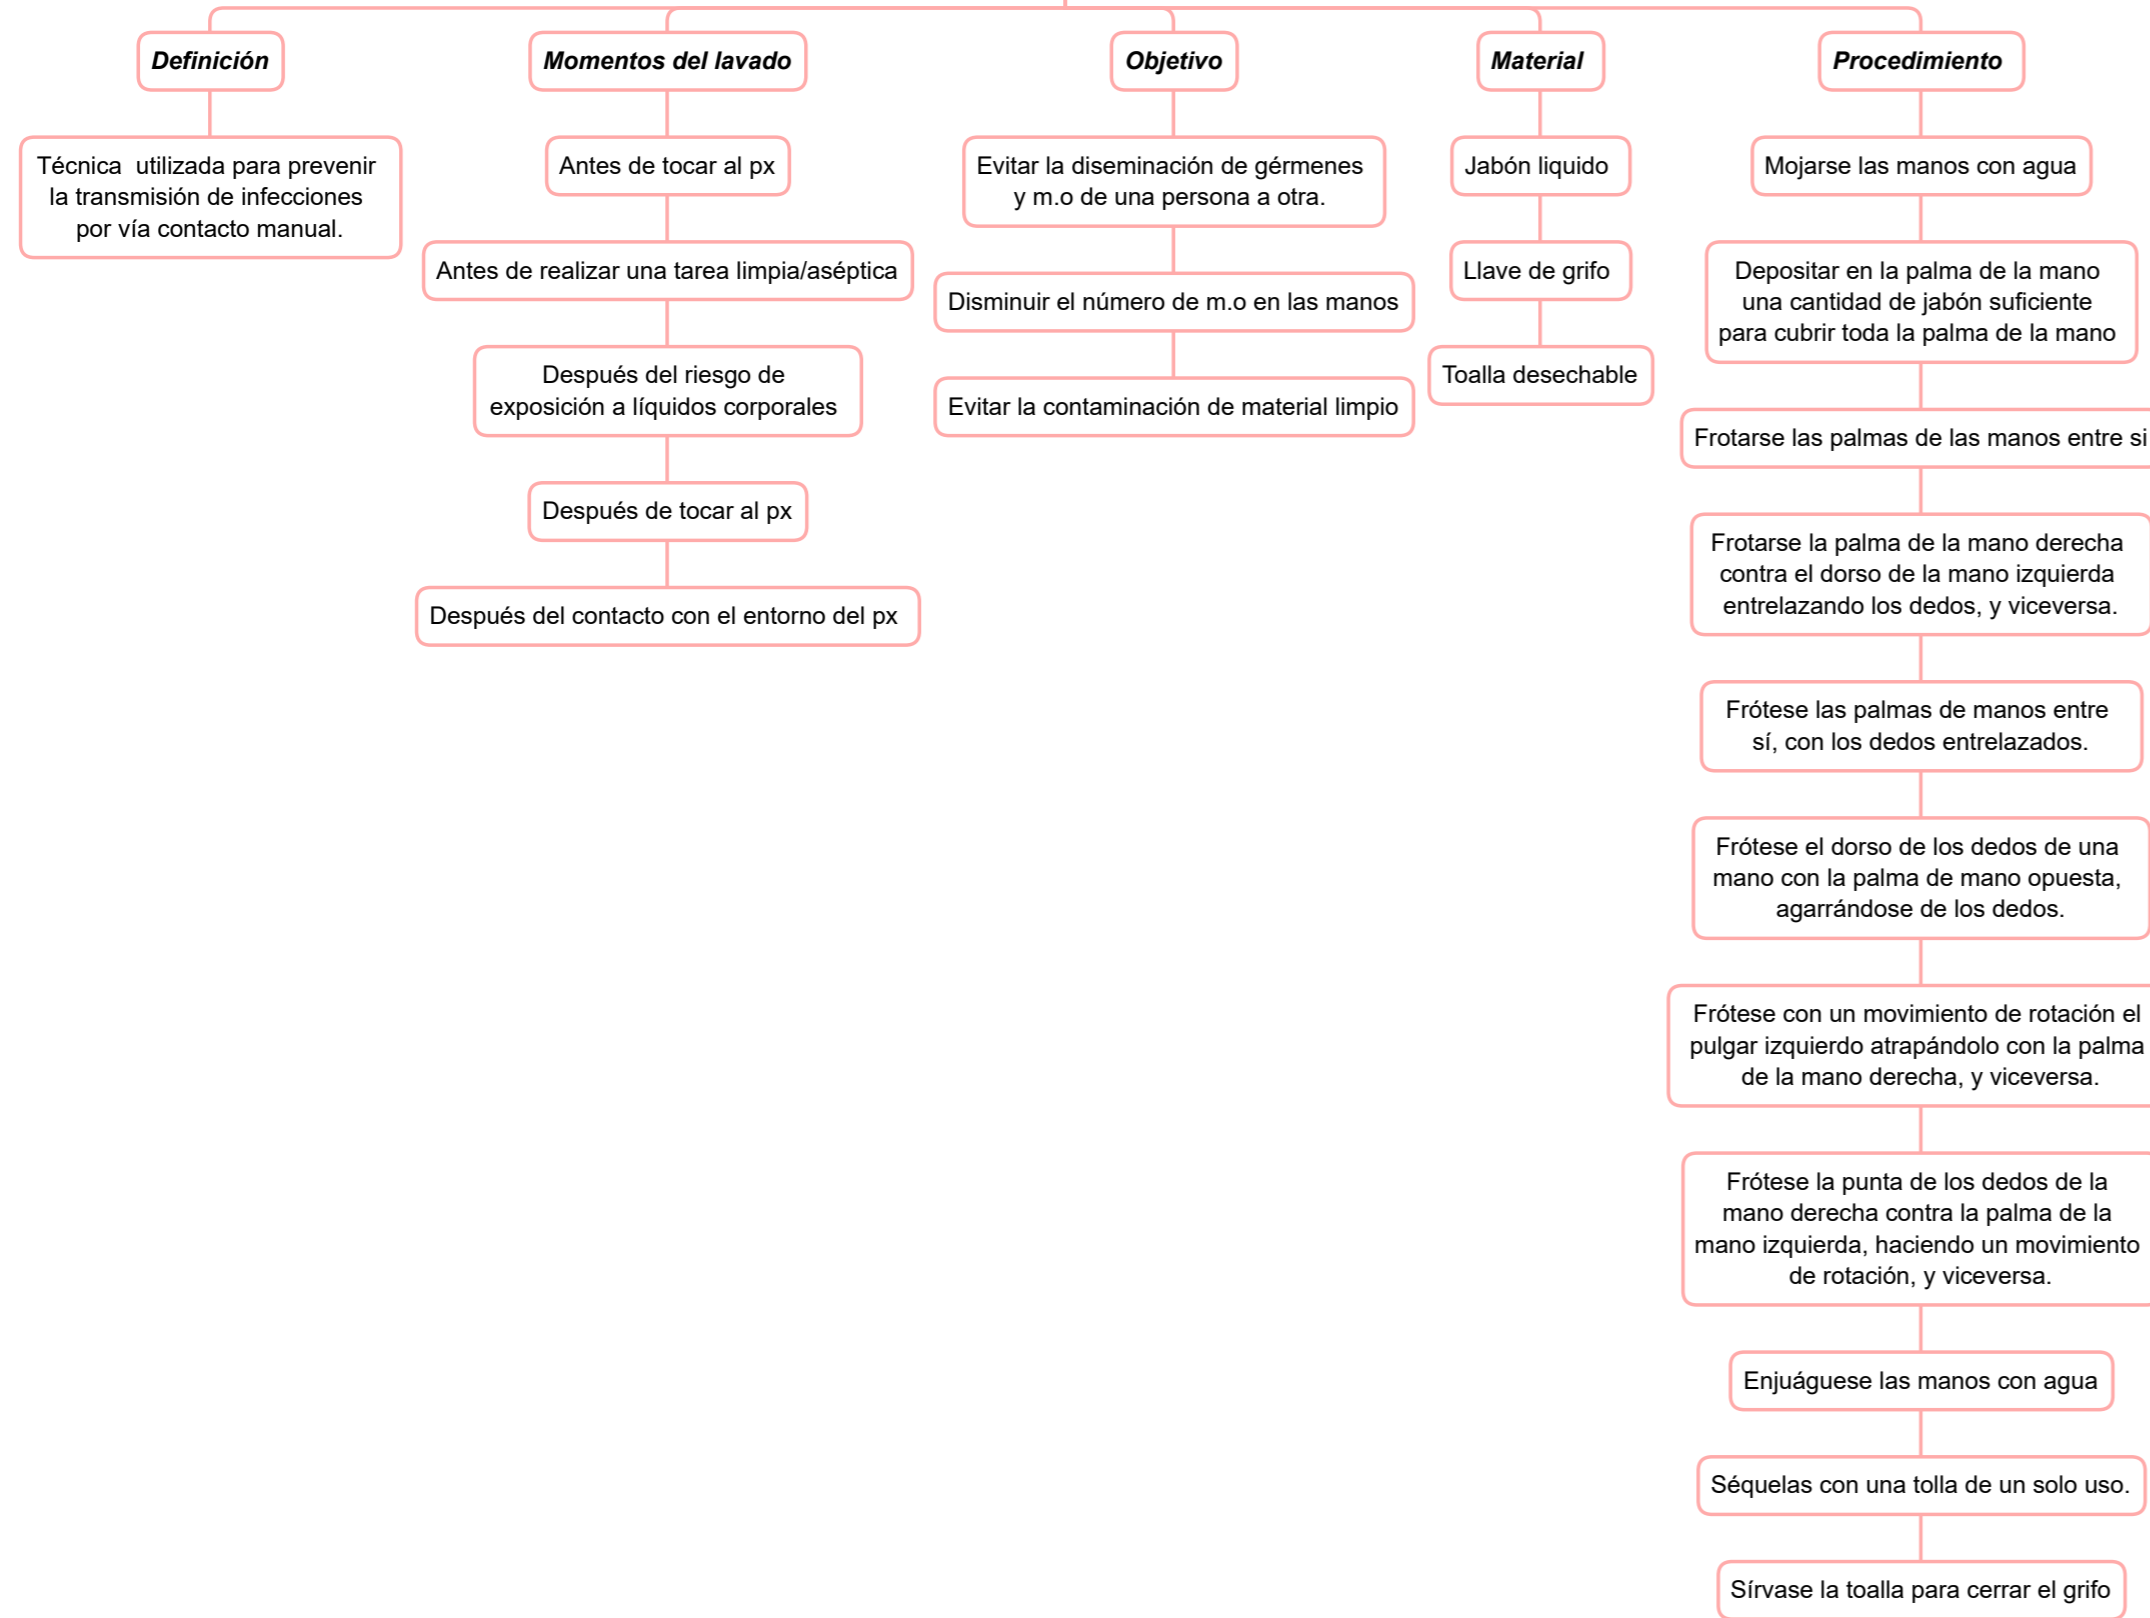 Definición
Técnica  utilizada para prevenir
la transmisión de infecciones
por vía contacto manual.
Momentos del lavado
Antes de tocar al px
Antes de realizar una tarea limpia/aséptica
Después del riesgo de
exposición a líquidos corporales
Después de tocar al px
Después del contacto con el entorno del px
Objetivo
Evitar la diseminación de gérmenes
y m.o de una persona a otra.
Disminuir el número de m.o en las manos
Evitar la contaminación de material limpio
Material
Jabón liquido
Llave de grifo
Toalla desechable
Procedimiento
Mojarse las manos con agua
Depositar en la palma de la mano
una cantidad de jabón suficiente
para cubrir toda la palma de la mano
Frotarse las palmas de las manos entre si
Frotarse la palma de la mano derecha
contra el dorso de la mano izquierda
entrelazando los dedos, y viceversa.
Frótese las palmas de manos entre
sí, con los dedos entrelazados.
Frótese el dorso de los dedos de una
mano con la palma de mano opuesta,
agarrándose de los dedos.
Frótese con un movimiento de rotación el
pulgar izquierdo atrapándolo con la palma
de la mano derecha, y viceversa.
Frótese la punta de los dedos de la
mano derecha contra la palma de la
mano izquierda, haciendo un movimiento
de rotación, y viceversa.
Enjuáguese las manos con agua
Séquelas con una tolla de un solo uso.
Sírvase la toalla para cerrar el grifo